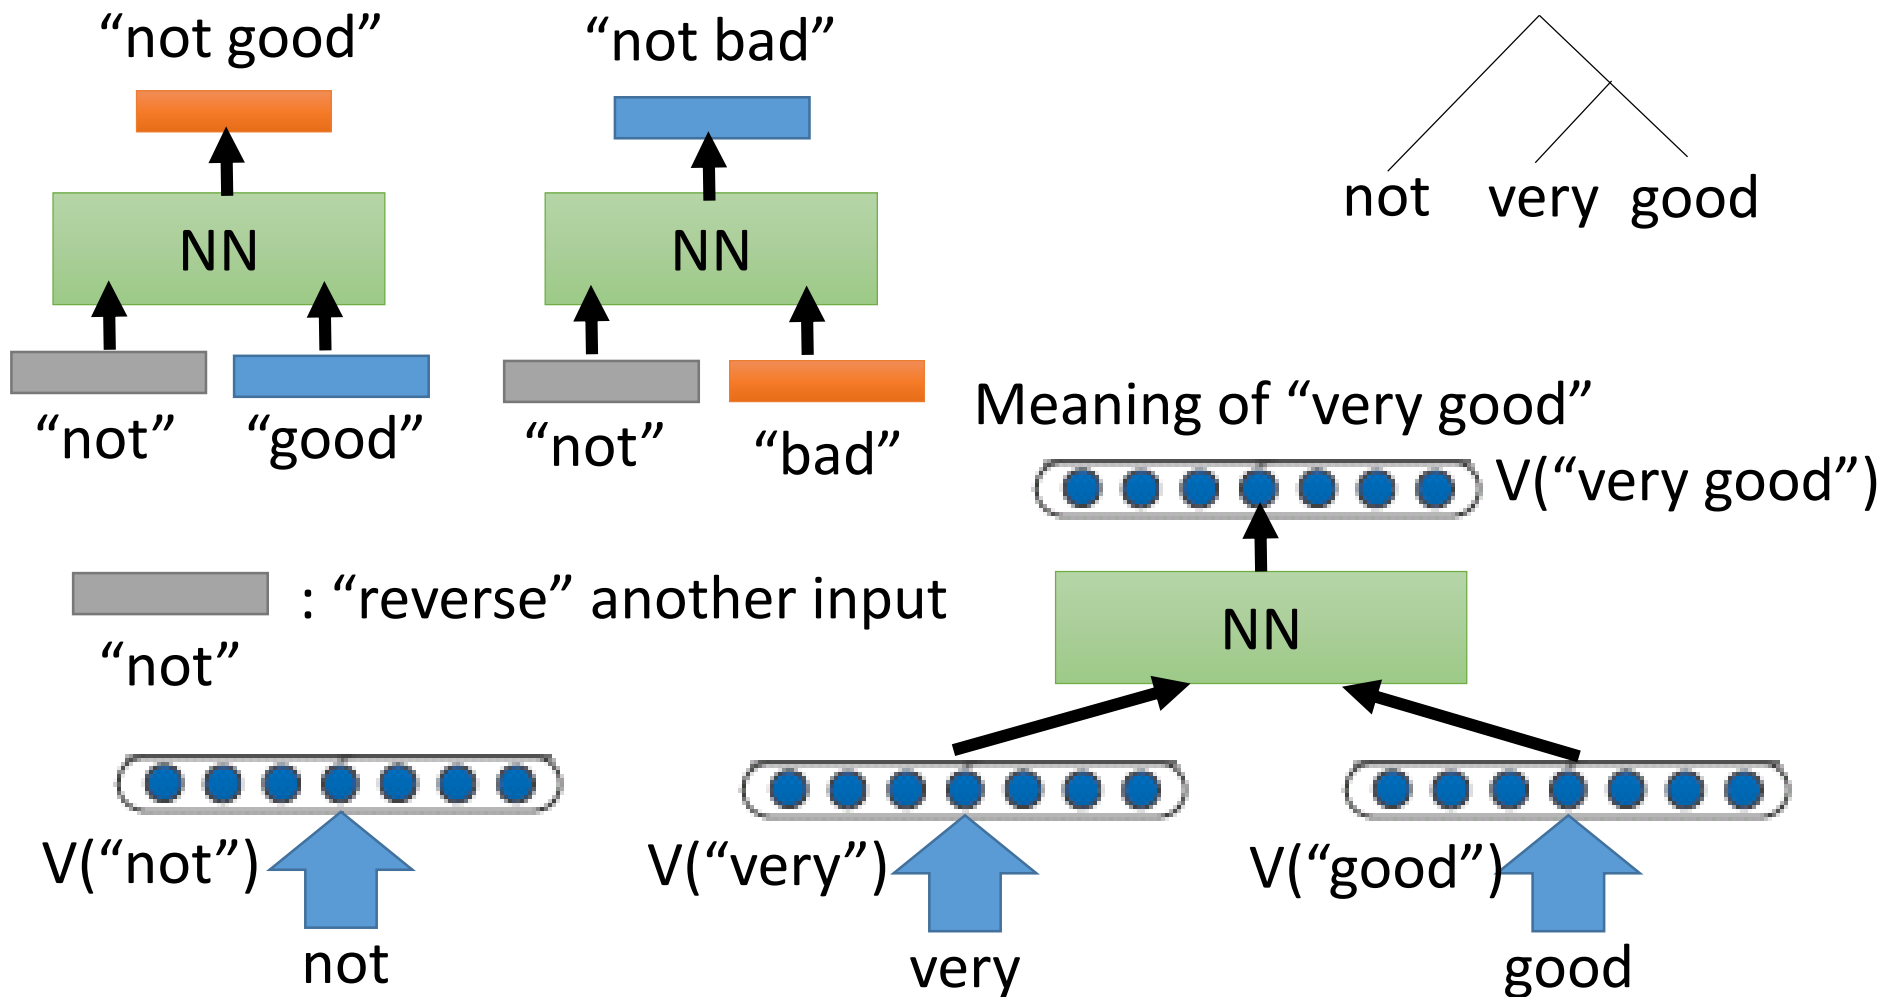 “not good”
“not bad”
NN
NN
“not”
“good”
“not”
“bad”
not very good
Meaning of “very good”
V(“very good”)
: “reverse” another input
“not”
NN
V(“not”)
V(“very”)
V(“good”)
not
very
good